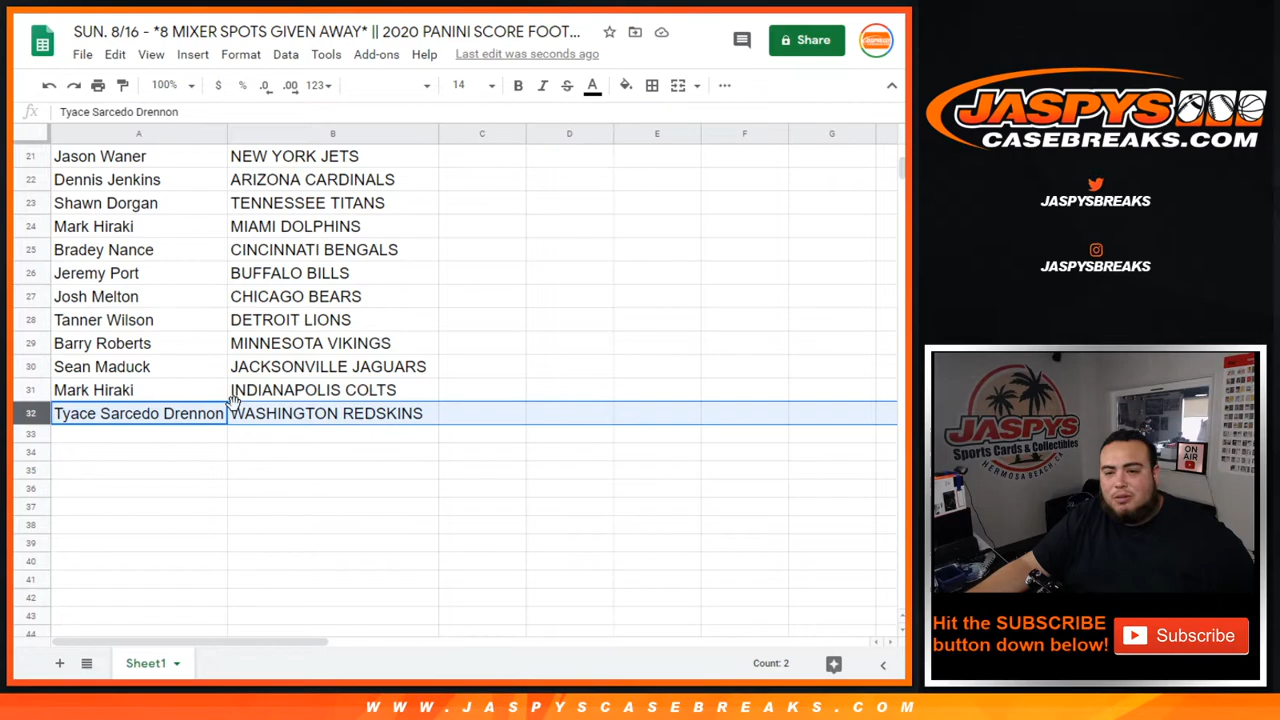 SUN. 8/16 - *8 MIXER SPOTS GIVEN AWAY* || 2020 PANINI SCORE FOOT...
File Edit View Insert Format Data Tools Add-ons Help Last edit was seconds ago
Share
100% $ % .0 .00 123 14 B I S A ...
fx Tyace Sarcedo Drennon
A B C D E F G
21 Jason Waner NEW YORK JETS
22 Dennis Jenkins ARIZONA CARDINALS
23 Shawn Dorgan TENNESSEE TITANS
24 Mark Hiraki MIAMI DOLPHINS
25 Bradey Nance CINCINNATI BENGALS
26 Jeremy Port BUFFALO BILLS
27 Josh Melton CHICAGO BEARS
28 Tanner Wilson DETROIT LIONS
29 Barry Roberts MINNESOTA VIKINGS
30 Sean Maduck JACKSONVILLE JAGUARS
31 Mark Hiraki INDIANAPOLIS COLTS
32 Tyace Sarcedo Drennon WASHINGTON REDSKINS
33
34
35
36
37
38
39
40
41
42
43
44
Sheet1
Count: 2
JASPYS
CASEBREAKS.COM
JASPYSBREAKS
JASPYSBREAKS
JASPYS
Sports Cards & Collectibles
HERMOSA BEACH, CA
ON
AIR
Hit the SUBSCRIBE
button down below!
Subscribe
WWW.JASPYSCASEBREAKS.COM